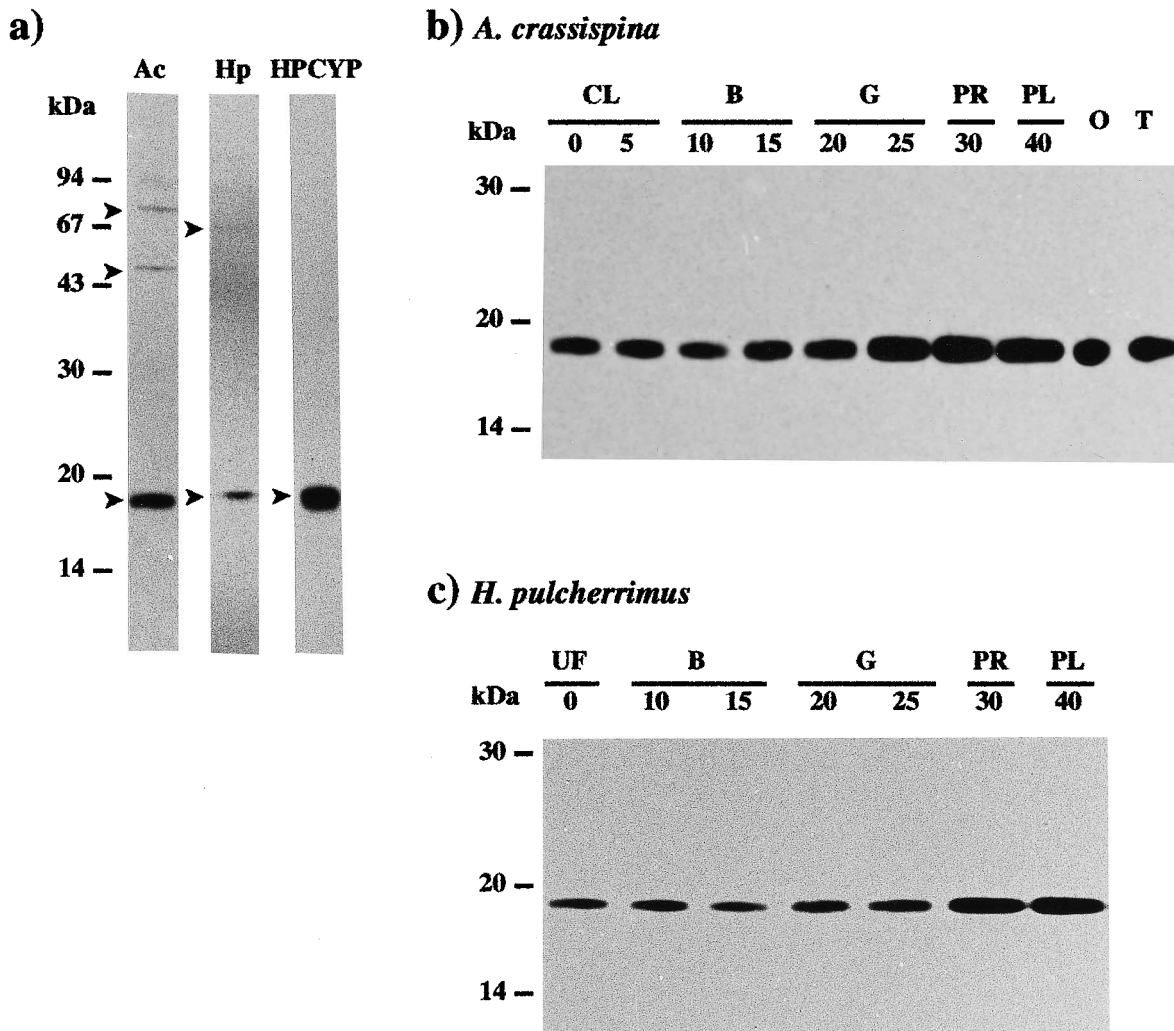 a)
Ac Hp HPCYP
kDa
94
67
43
30
20
14
b) A. crassispina
CL B G PR PL O T
kDa 0 5 10 15 20 25 30 40
30
20
14
c) H. pulcherrimus
UF B G PR PL
kDa 0 10 15 20 25 30 40
30
20
14